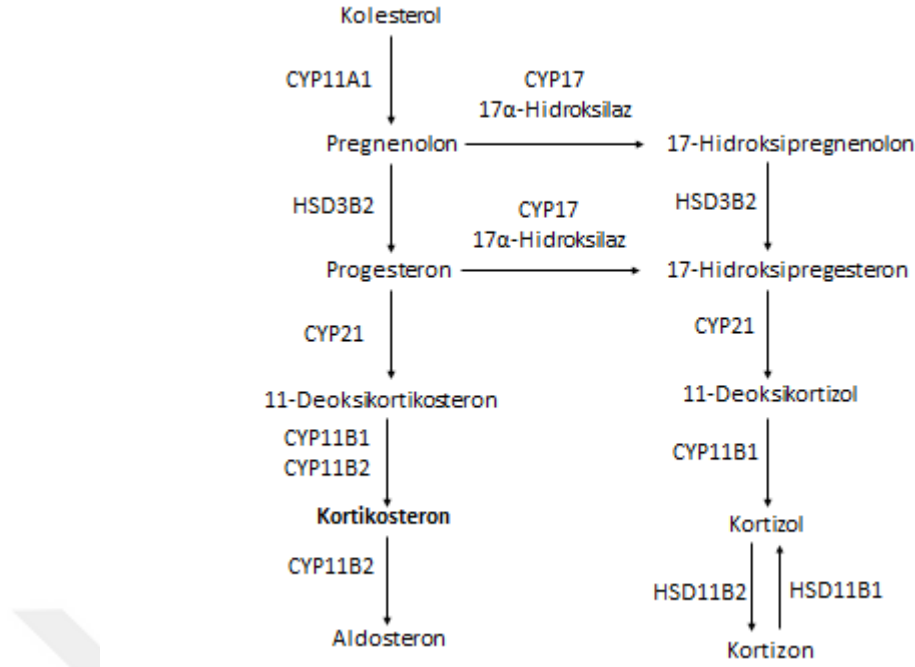 Kolesterol
CYP11A1
CYP17
17α-Hidroksilaz
Pregnenolon
17-Hidroksipregnenolon
HSD3B2
HSD3B2
CYP17
17α-Hidroksilaz
Progesteron
17-Hidroksipregesteron
CYP21
CYP21
11-Deoksikortikosteron
11-Deoksikortizol
CYP11B1
CYP11B2
CYP11B1
Kortikosteron
Kortizol
CYP11B2
HSD11B2
HSD11B1
Aldosteron
Kortizon